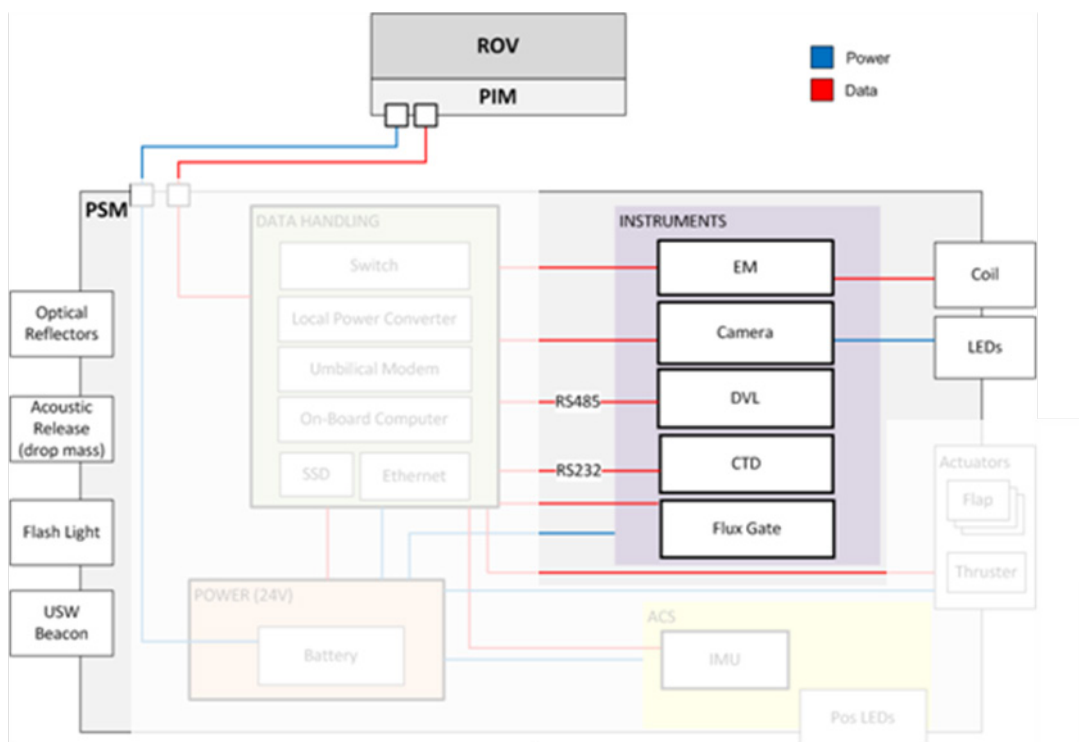 ROV
PIM
Power
Data
PSM
DATA HANDLING
Switch
Local Power Converter
Umbilical Modem
On-Board Computer
SSD
Ethernet
INSTRUMENTS
EM
Camera
DVL
CTD
Flux Gate
RS485
RS232
Coil
LEDs
Optical
Reflectors
Acoustic
Release
(drop mass)
Flash Light
USW
Beacon
Actuators
Flap
Thruster
POWER (24V)
Battery
ACS
IMU
Pos LEDs